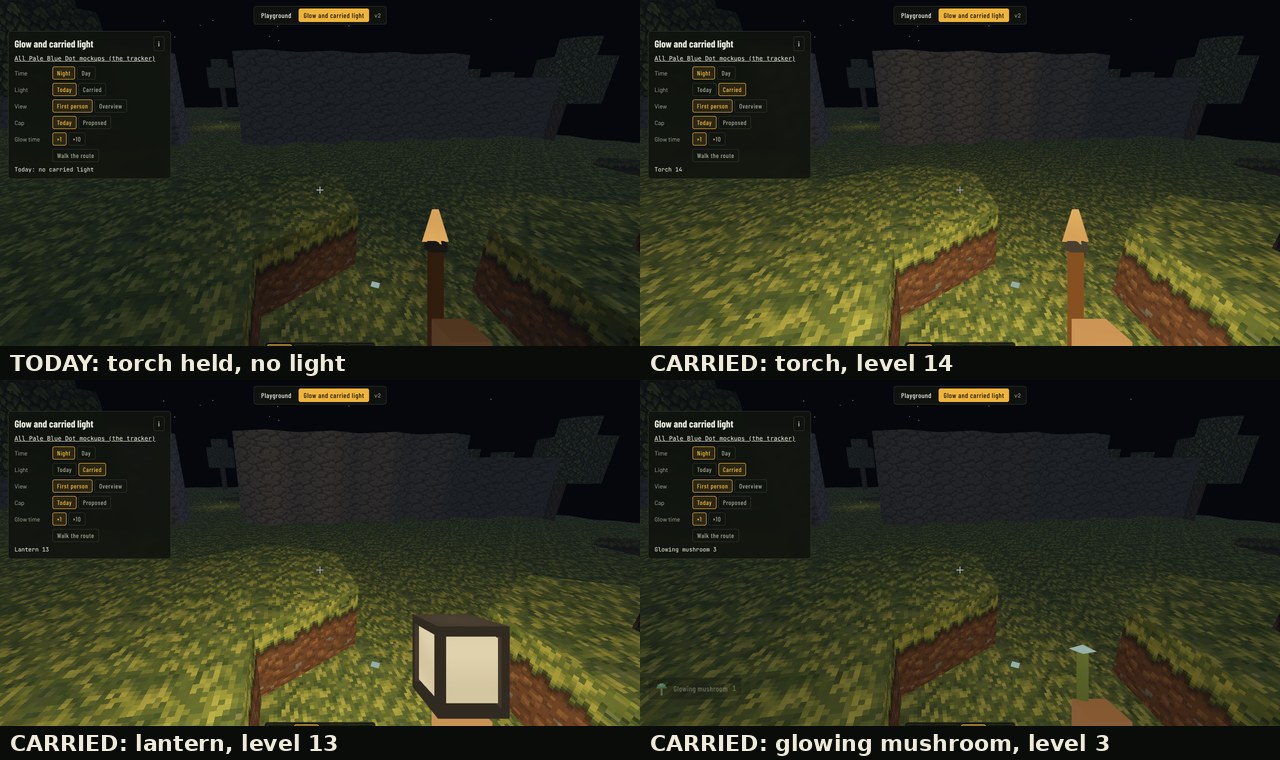 Playground Glow and carried light v2
Glow and carried light i
All Pale Blue Dot mockups (the tracker)
Time Night Day
Light Today Carried
View First person Overview
Cap Today Proposed
Glow time ×1 ×10
Walk the route
Today: no carried light
TODAY: torch held, no light
Playground Glow and carried light v2
Glow and carried light i
All Pale Blue Dot mockups (the tracker)
Time Night Day
Light Today Carried
View First person Overview
Cap Today Proposed
Glow time ×1 ×10
Walk the route
Torch 14
CARRIED: torch, level 14
Playground Glow and carried light v2
Glow and carried light i
All Pale Blue Dot mockups (the tracker)
Time Night Day
Light Today Carried
View First person Overview
Cap Today Proposed
Glow time ×1 ×10
Walk the route
Lantern 13
CARRIED: lantern, level 13
Playground Glow and carried light v2
Glow and carried light i
All Pale Blue Dot mockups (the tracker)
Time Night Day
Light Today Carried
View First person Overview
Cap Today Proposed
Glow time ×1 ×10
Walk the route
Glowing mushroom 3
Glowing mushroom 3
CARRIED: glowing mushroom, level 3